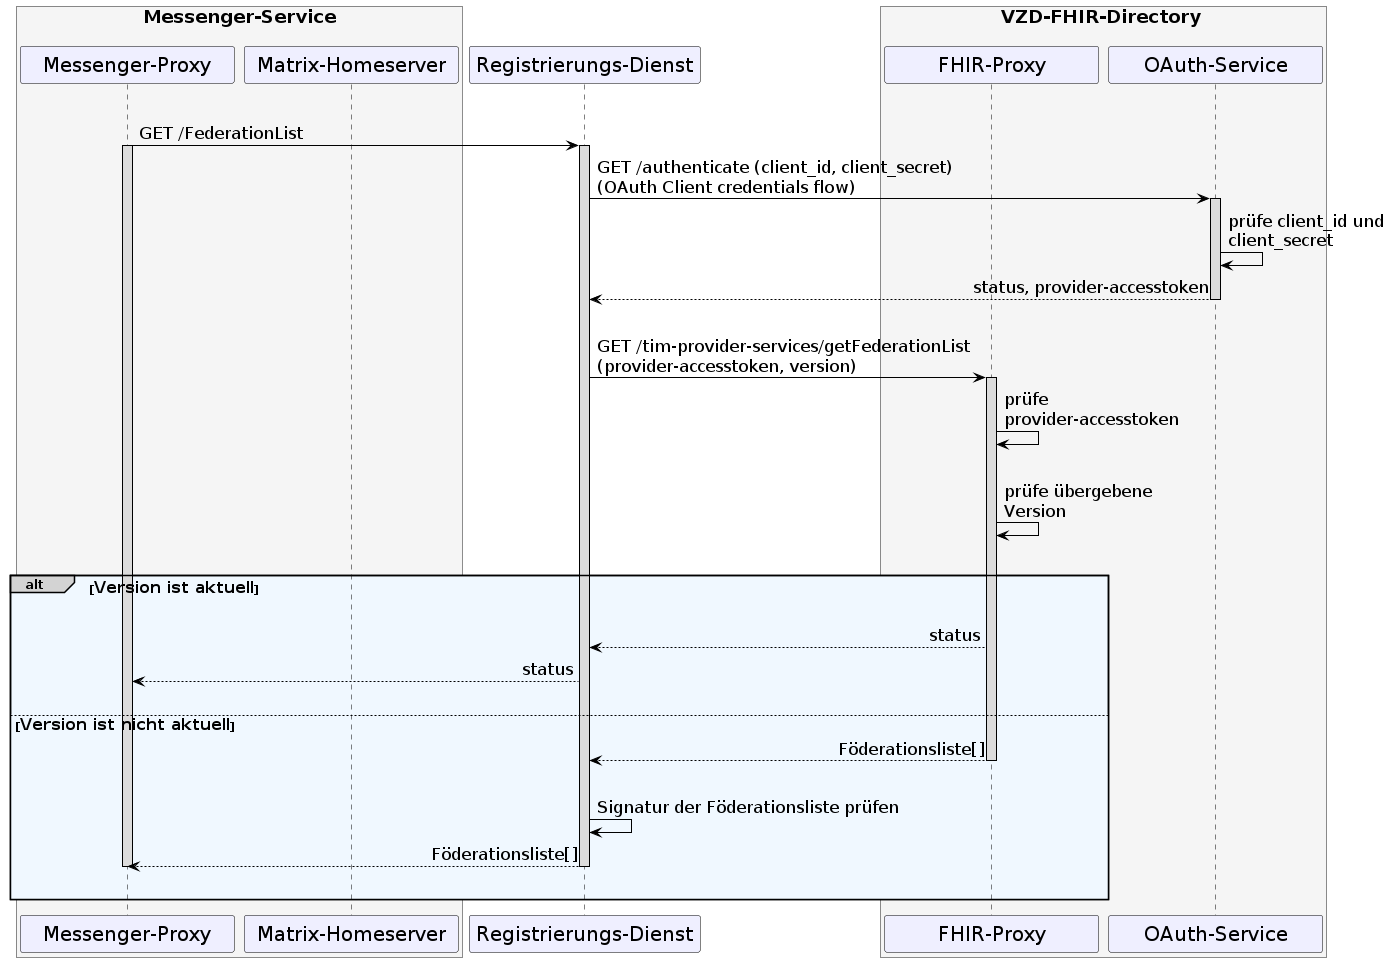 Messenger-Service
VZD-FHIR-Directory
Messenger-Proxy
Matrix-Homeserver
Registrierungs-Dienst
FHIR-Proxy
OAuth-Service
GET /FederationList
GET /authenticate (client_id, client_secret)
(OAuth Client credentials flow)
prüfe client_id und
client_secret
status, provider-accesstoken
GET /tim-provider-services/getFederationList
(provider-accesstoken, version)
prüfe
provider-accesstoken
prüfe übergebene
Version
alt
[Version ist aktuell]
status
status
[Version ist nicht aktuell]
Föderationsliste[ ]
Signatur der Föderationsliste prüfen
Föderationsliste[ ]
Messenger-Proxy
Matrix-Homeserver
Registrierungs-Dienst
FHIR-Proxy
OAuth-Service